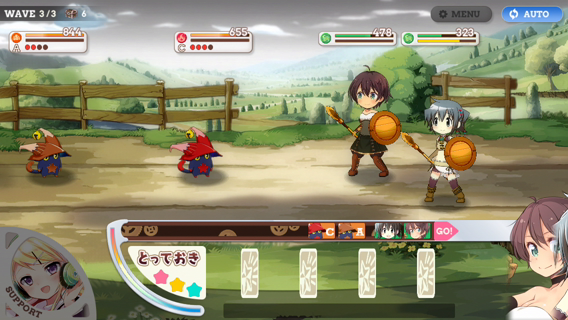 WAVE 3/3 6
MENU
AUTO
844
A
655
C
478
323
C
A
GO!
とっておき
SUPPORT